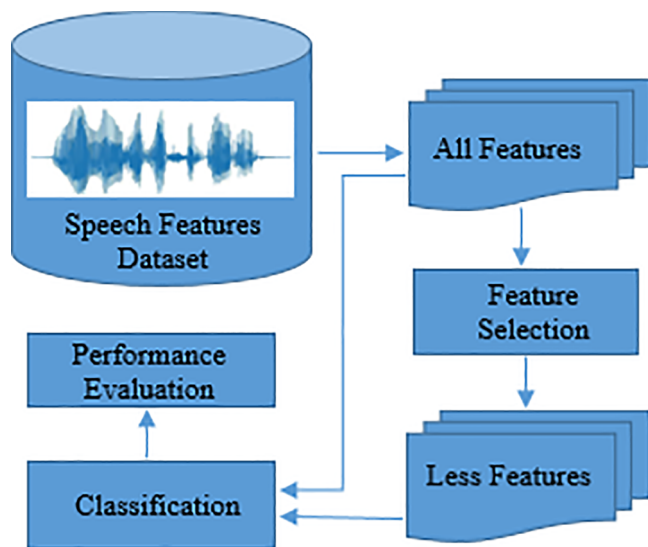 Speech Features
Dataset
All Features
Feature
Selection
Less Features
Classification
Performance
Evaluation